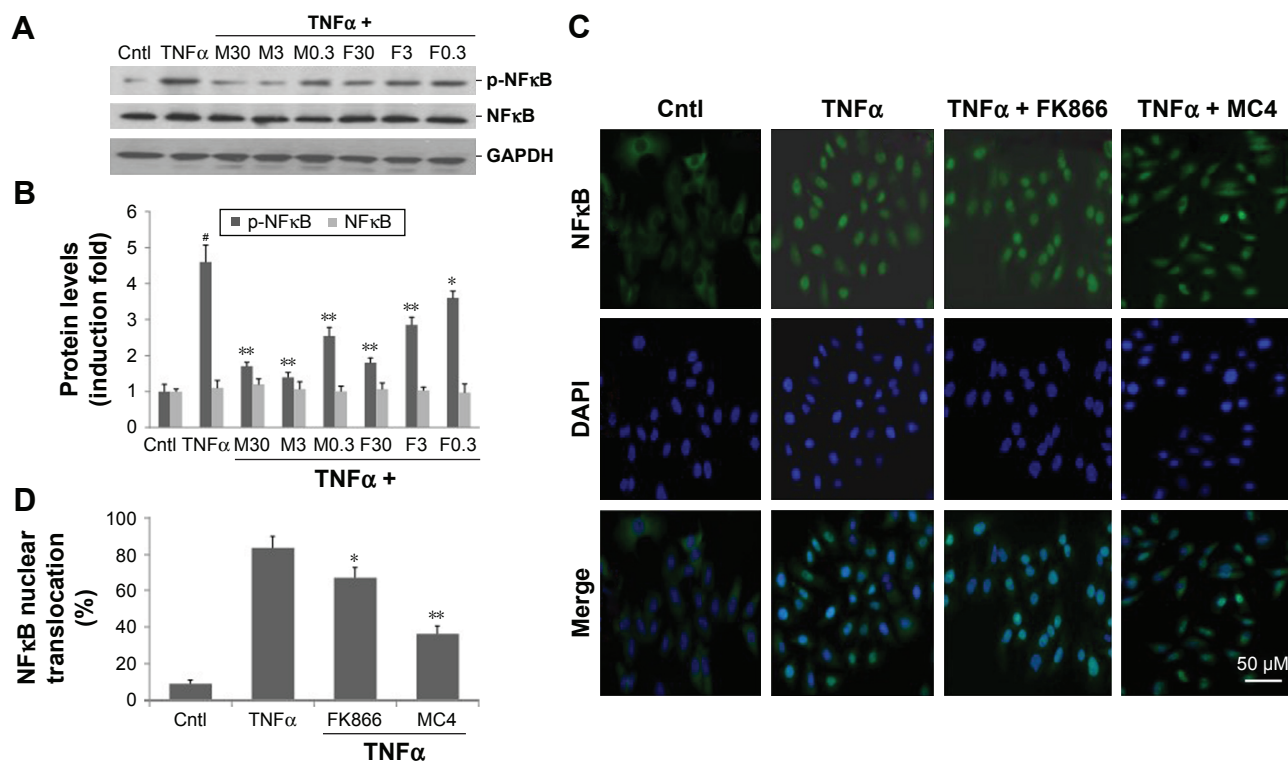 A
TNFα +
Cntl TNFα M30 M3 M0.3 F30 F3 F0.3
p-NFκB
NFκB
GAPDH
B
Protein levels
(induction fold)
6
5
4
3
2
1
0
p-NFκB NFκB
# ** ** ** ** ** *
Cntl TNFα M30 M3 M0.3 F30 F3 F0.3
TNFα +
D
NFκB nuclear
translocation
(%)
100
80
60
40
20
0
* **
Cntl TNFα FK866 MC4
TNFα
C
Cntl TNFα TNFα + FK866 TNFα + MC4
NFκB
DAPI
Merge
50 µM